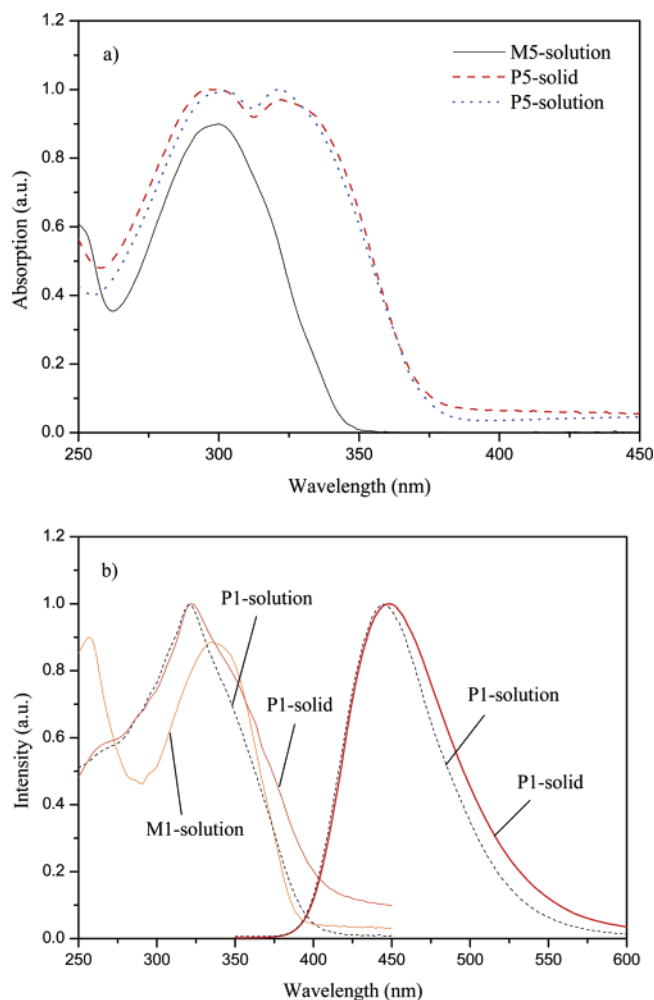 a)
M5-solution
P5-solid
P5-solution
1.2
1.0
0.8
0.6
0.4
0.2
0.0
Absorption (a.u.)
250 300 350 400 450
Wavelength (nm)
b)
P1-solution
P1-solid
M1-solution
P1-solution
P1-solid
1.2
1.0
0.8
0.6
0.4
0.2
0.0
Intensity (a.u.)
250 300 350 400 450 500 550 600
Wavelength (nm)